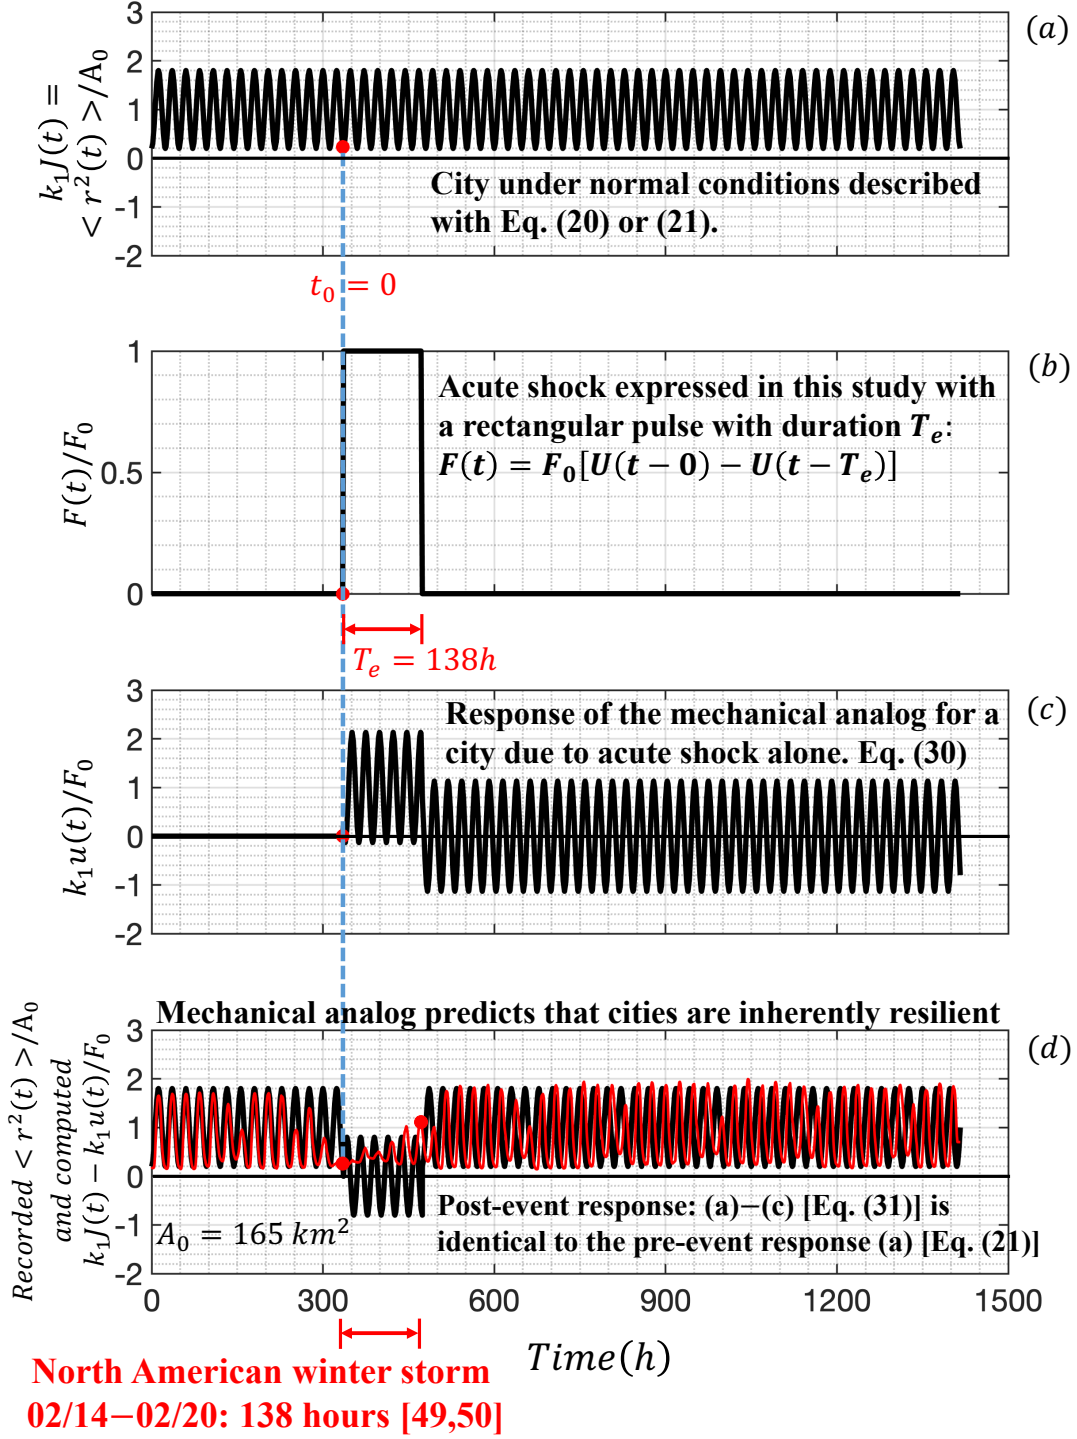 (a)
k₁J(t) =
< r²(t) > /A₀
3
2
1
0
-1
-2
City under normal conditions described
with Eq. (20) or (21).
t₀ = 0
(b)
F(t)/F₀
1
0.5
0
Acute shock expressed in this study with
a rectangular pulse with duration Tₑ:
F(t) = F₀[U(t − 0) − U(t − Tₑ)]
Tₑ = 138h
(c)
k₁u(t)/F₀
3
2
1
0
-1
-2
Response of the mechanical analog for a
city due to acute shock alone. Eq. (30)
Mechanical analog predicts that cities are inherently resilient
(d)
Recorded < r²(t) >/A₀
and computed
k₁J(t) − k₁u(t)/F₀
3
2
1
0
-1
-2
A₀ = 165 km²
Post-event response: (a)−(c) [Eq. (31)] is
identical to the pre-event response (a) [Eq. (21)]
0 300 600 900 1200 1500
Time(h)
North American winter storm
02/14−02/20: 138 hours [49,50]